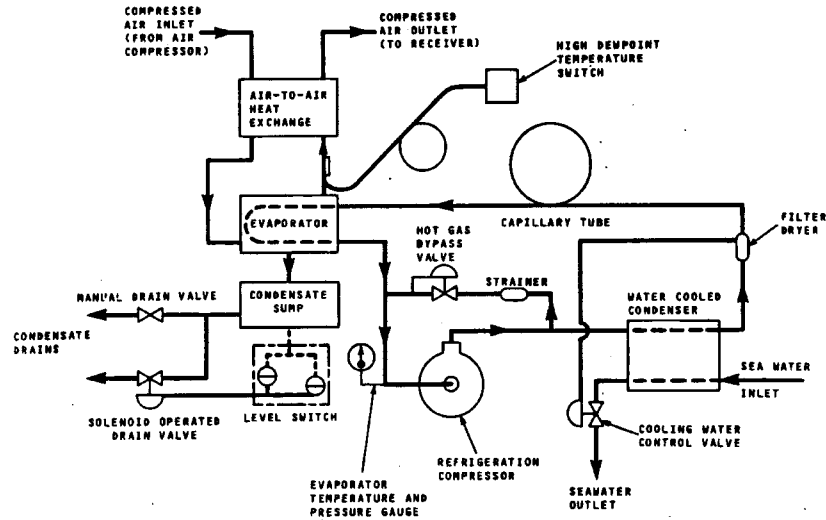 COMPRESSED
AIR INLET
(FROM AIR
COMPRESSOR)
COMPRESSED
AIR OUTLET
(TO RECEIVER)
HIGH DEWPOINT
TEMPERATURE
SWITCH
AIR-TO-AIR
HEAT
EXCHANGE
EVAPORATOR
CAPILLARY TUBE
FILTER
DRYER
HOT GAS
BYPASS
VALVE
STRAINER
CONDENSATE
SUMP
WATER COOLED
CONDENSER
MANUAL DRAIN VALVE
CONDENSATE
DRAINS
SEA WATER
INLET
SOLENOID OPERATED
DRAIN VALVE
LEVEL SWITCH
COOLING WATER
CONTROL VALVE
REFRIGERATION
COMPRESSOR
EVAPORATOR
TEMPERATURE AND
PRESSURE GAUGE
SEAWATER
OUTLET